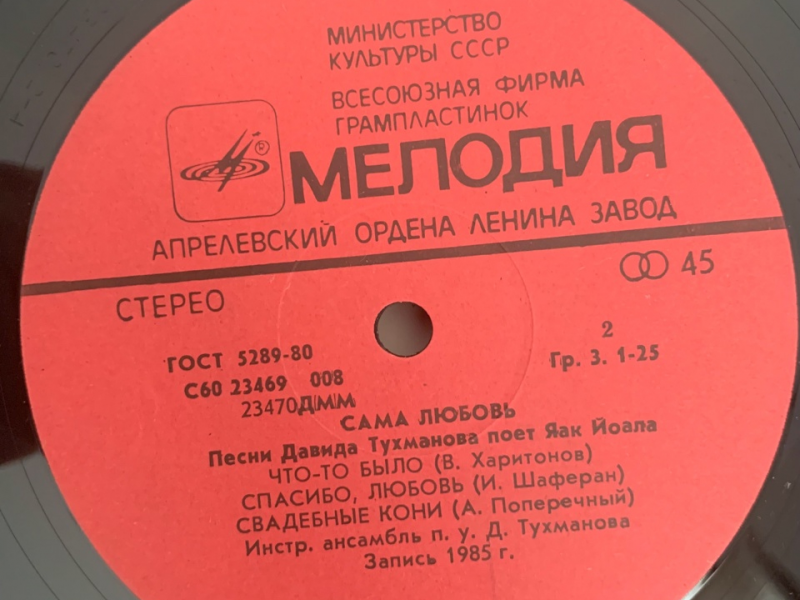 МИНИСТЕРСТВО
КУЛЬТУРЫ СССР
ВСЕСОЮЗНАЯ ФИРМА
ГРАМПЛАСТИНОК
МЕЛОДИЯ
АПРЕЛЕВСКИЙ ОРДЕНА ЛЕНИНА ЗАВОД
СТЕРЕО
45
ГОСТ 5289-80
2
С60 23469 008
Гр. 3. 1-25
23470ДММ
САМА ЛЮБОВЬ
Песни Давида Тухманова поет Яак Йоала
ЧТО-ТО БЫЛО (В. Харитонов)
СПАСИБО, ЛЮБОВЬ (И. Шаферан)
СВАДЕБНЫЕ КОНИ (А. Поперечный)
Инстр. ансамбль п. у. Д. Тухманова
Запись 1985 г.